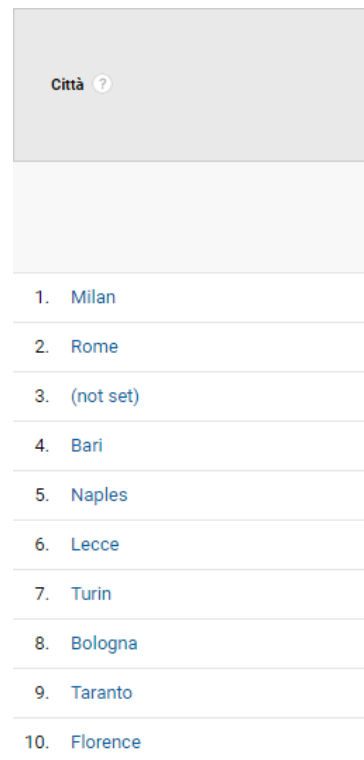 Città ?
1. Milan
2. Rome
3. (not set)
4. Bari
5. Naples
6. Lecce
7. Turin
8. Bologna
9. Taranto
10. Florence